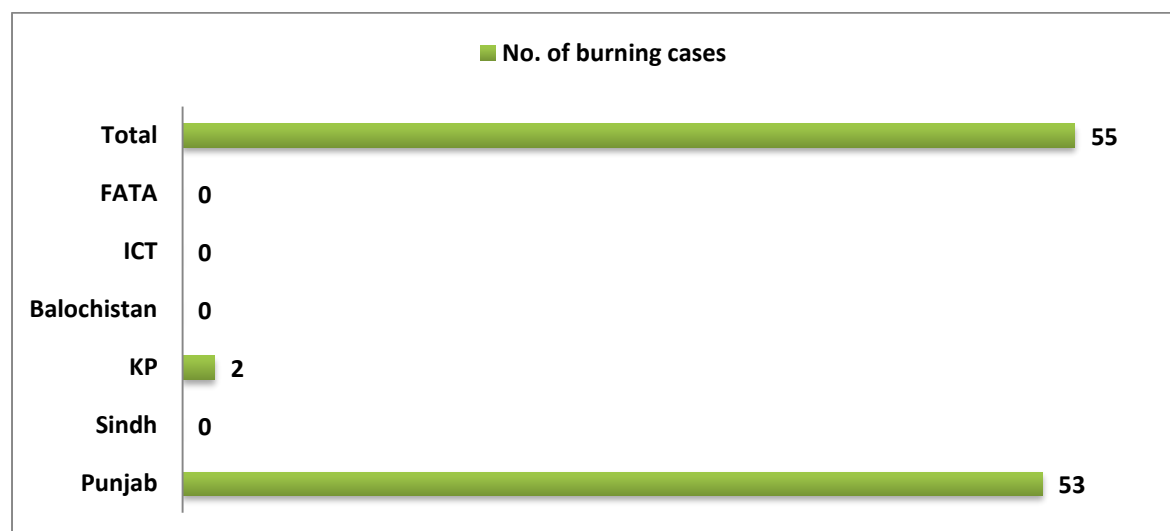 No. of burning cases
Total 55
FATA 0
ICT 0
Balochistan 0
KP 2
Sindh 0
Punjab 53